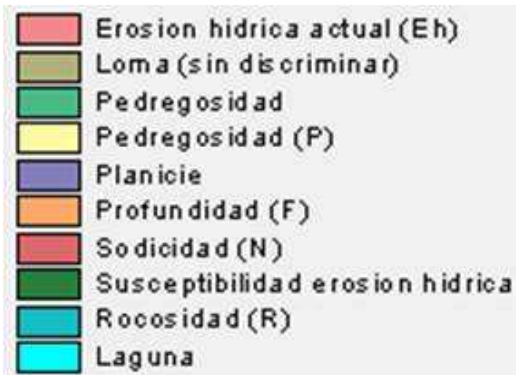 Erosion hidrica actual (Eh)
Loma (sin discriminar)
Pedregosidad
Pedregosidad (P)
Planicie
Profundidad (F)
Sodicidad (N)
Susceptibilidad erosion hidrica
Rocosidad (R)
Laguna